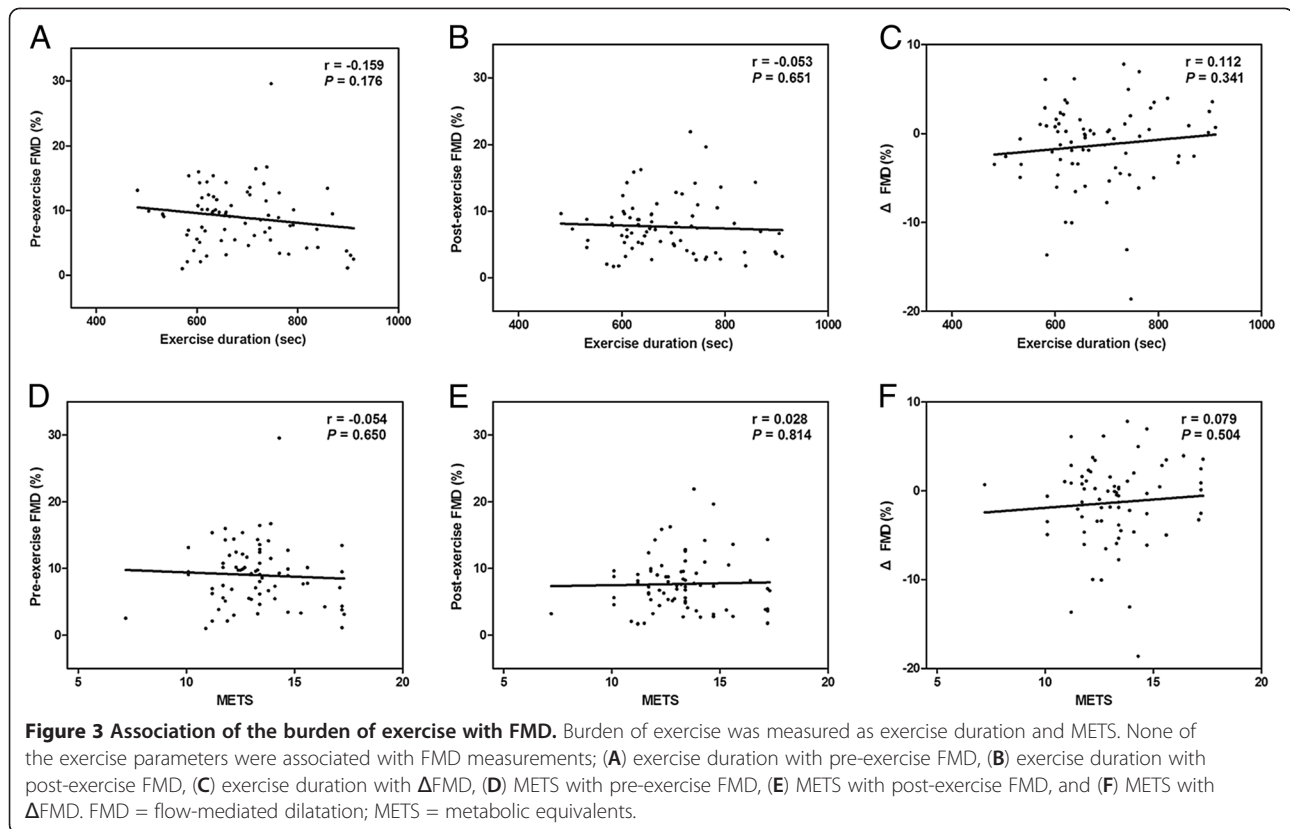 A
r = -0.159
P = 0.176
Pre-exercise FMD (%)
30
20
10
0
400 600 800 1000
Exercise duration (sec)
B
r = -0.053
P = 0.651
Post-exercise FMD (%)
30
20
10
0
400 600 800 1000
Exercise duration (sec)
C
r = 0.112
P = 0.341
Δ FMD (%)
10
0
-10
-20
400 600 800 1000
Exercise duration (sec)
D
r = -0.054
P = 0.650
Pre-exercise FMD (%)
30
20
10
0
5 10 15 20
METS
E
r = 0.028
P = 0.814
Post-exercise FMD (%)
30
20
10
0
5 10 15 20
METS
F
r = 0.079
P = 0.504
Δ FMD (%)
10
0
-10
-20
5 10 15 20
METS
Figure 3 Association of the burden of exercise with FMD. Burden of exercise was measured as exercise duration and METS. None of
the exercise parameters were associated with FMD measurements; (A) exercise duration with pre-exercise FMD, (B) exercise duration with
post-exercise FMD, (C) exercise duration with ΔFMD, (D) METS with pre-exercise FMD, (E) METS with post-exercise FMD, and (F) METS with
ΔFMD. FMD = flow-mediated dilatation; METS = metabolic equivalents.